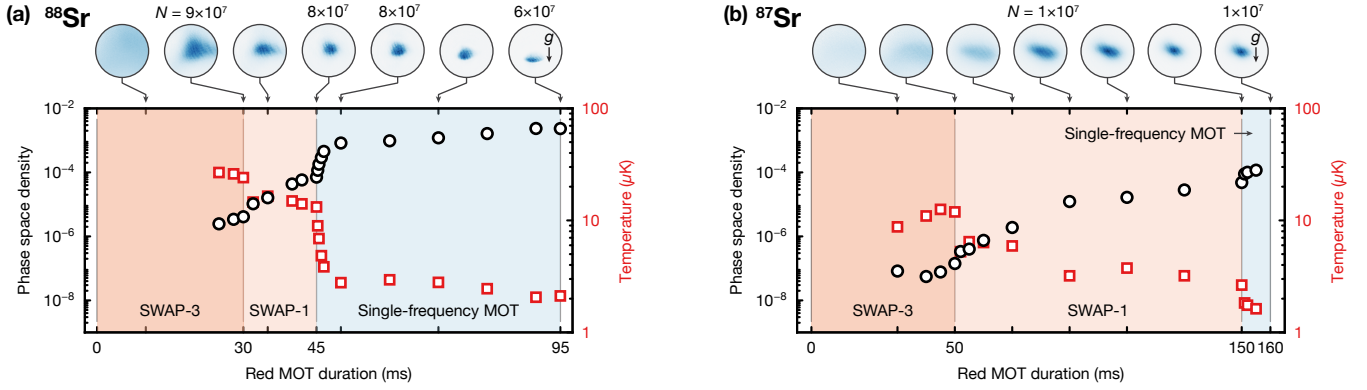 (a) ⁸⁸Sr
N = 9×10⁷
8×10⁷
8×10⁷
6×10⁷
g
10⁻²
10⁻⁴
10⁻⁶
10⁻⁸
Phase space density
100
10
1
Temperature (μK)
SWAP-3
SWAP-1
Single-frequency MOT
0
30
45
95
Red MOT duration (ms)
(b) ⁸⁷Sr
N = 1×10⁷
1×10⁷
g
10⁻²
10⁻⁴
10⁻⁶
10⁻⁸
Phase space density
100
10
1
Temperature (μK)
Single-frequency MOT
SWAP-3
SWAP-1
0
50
150
160
Red MOT duration (ms)